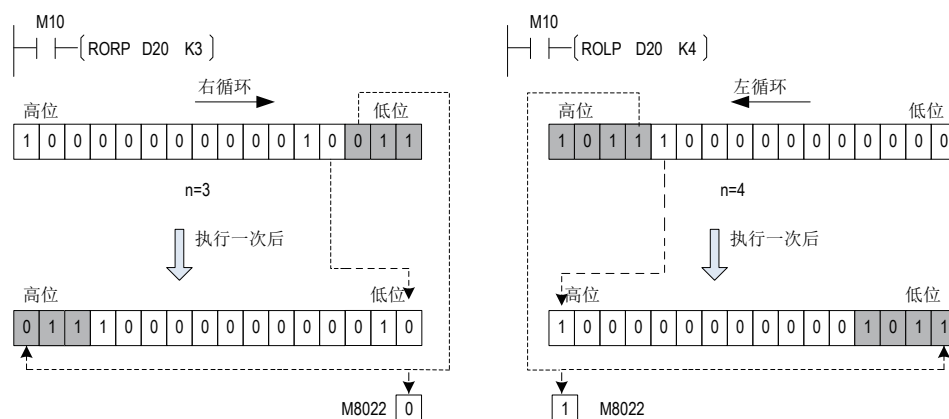 M10
RORP D20 K3
右循环
高位 低位
1 0 0 0 0 0 0 0 0 0 0 1 0 0 1 1
n=3
执行一次后
高位 低位
0 1 1 1 0 0 0 0 0 0 0 0 0 0 1 0
M8022 0
M10
ROLP D20 K4
左循环
高位 低位
1 0 1 1 1 0 0 0 0 0 0 0 0 0 0 0
n=4
执行一次后
高位 低位
1 0 0 0 0 0 0 0 0 0 0 0 1 0 1 1
1 M8022